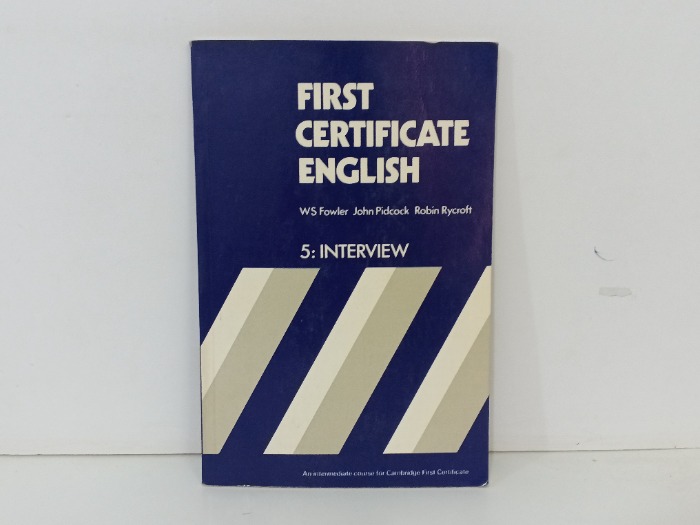 FIRST
CERTIFICATE
ENGLISH
WS Fowler John Pidcock Robin Rycroft
5: INTERVIEW
An intermediate course for Cambridge First Certificate